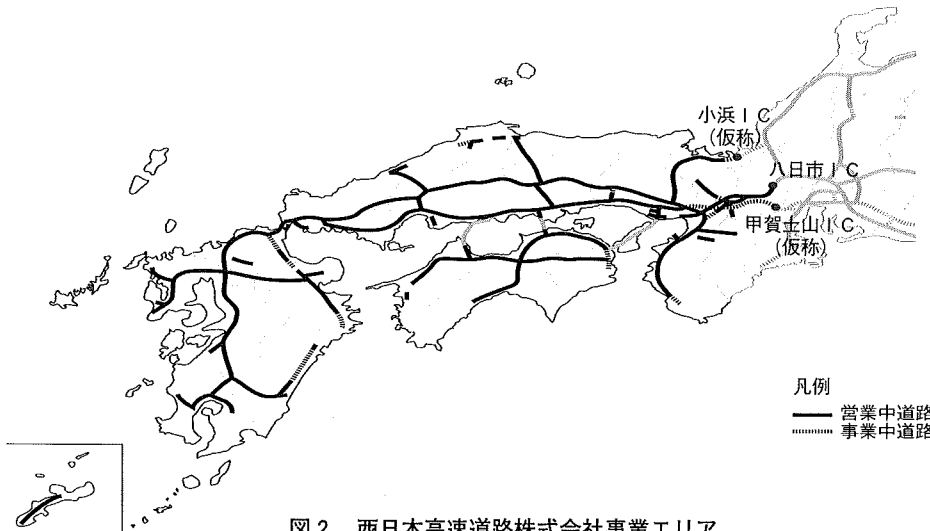 小浜ＩＣ
(仮称)
八日市ＩＣ
甲賀土山ＩＣ
(仮称)
凡例
営業中道路
事業中道路
図２　西日本高速道路株式会社事業エリア